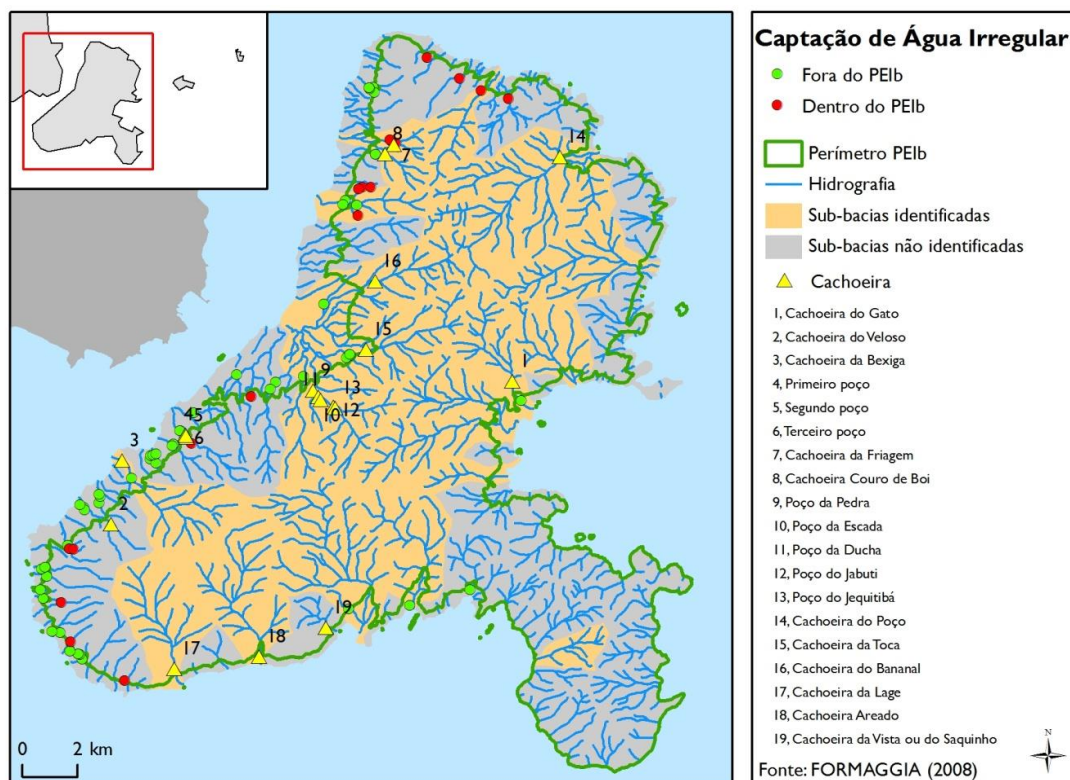 Captação de Água Irregular
Fora do PEIb
Dentro do PEIb
Perímetro PEIb
Hidrografia
Sub-bacias identificadas
Sub-bacias não identificadas
Cachoeira
1, Cachoeira do Gato
2, Cachoeira do Veloso
3, Cachoeira da Bexiga
4, Primeiro poço
5, Segundo poço
6, Terceiro poço
7, Cachoeira da Friagem
8, Cachoeira Couro de Boi
9, Poço da Pedra
10, Poço da Escada
11, Poço da Ducha
12, Poço do Jabuti
13, Poço do Jequitibá
14, Cachoeira do Poço
15, Cachoeira da Toca
16, Cachoeira do Bananal
17, Cachoeira da Lage
18, Cachoeira Areado
19, Cachoeira da Vista ou do Saquinho
N
Fonte: FORMAGGIA (2008)
8
7
14
16
15
1
9
11
13
10
12
45
6
3
2
19
18
17
0 2 km